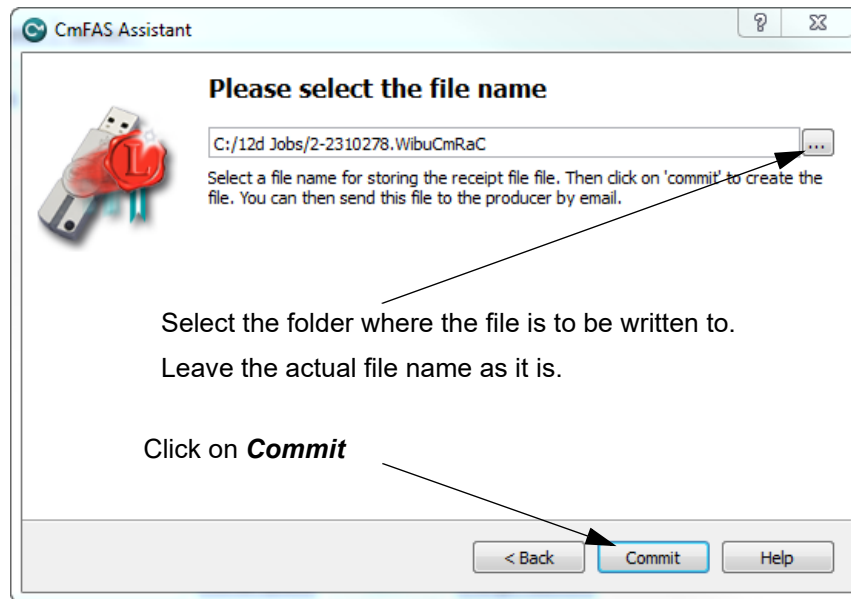 CmFAS Assistant
Please select the file name
C:/12d Jobs/2-2310278.WibuCmRaC
...
Select a file name for storing the receipt file file. Then click on 'commit' to create the
file. You can then send this file to the producer by email.
L
Select the folder where the file is to be written to.
Leave the actual file name as it is.
Click on Commit
< Back
Commit
Help